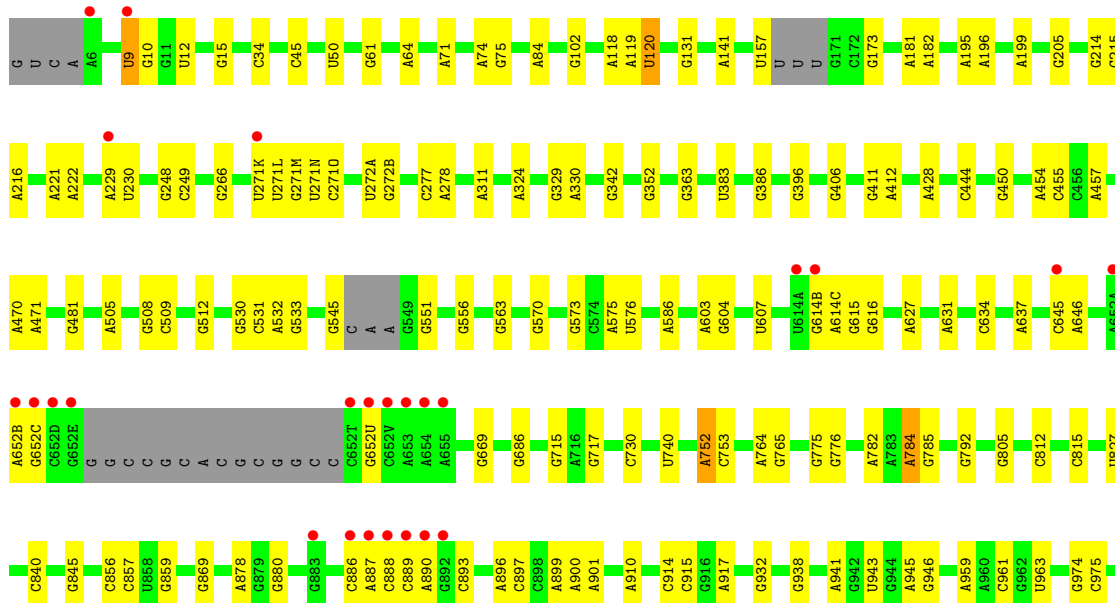 G U C A A6 U9 G10 G11 U12 G15 C34 C45 U50 G61 A64 A71 A74 G75 A84 G102 A118 A119 U120 G131 A141 U157 U U U G171 C172 G173 A181 A182 A195 A196 A199 G205 G214 G215
A216 A221 A222 A229 U230 G248 C249 G266 U271K U271L G271M U271N C271O U272A G272B C277 A278 A311 A324 G329 A330 G342 G352 G363 U383 G386 G396 G406 G411 A412 A428 C444 G450 A454 C455 C456 A457
A470 A471 G481 A505 G508 C509 G512 G530 C531 A532 G533 G545 C A A G549 G551 G556 G563 G570 G573 C574 A575 U576 A586 A603 G604 U607 U614A G614B A614C G615 G616 A627 A631 C634 A637 C645 A646 A652A
A652B G652C C652D G652E G G C C G C A C G C G G C C C652T G652U C652V A653 A654 A655 G669 G686 G715 A716 G717 C730 U740 A752 C753 A764 G765 G775 G776 A782 A783 A784 G785 G792 G805 C812 C815 U827
C840 G845 C856 C857 U858 G859 G869 A878 G879 G880 G883 C886 A887 C888 C889 A890 G892 C893 A896 C897 C898 A899 A900 A901 A910 C914 C915 G916 A917 G932 G938 A941 G942 U943 G944 A945 G946 A959 A960 C961 G962 U963 G974 C975